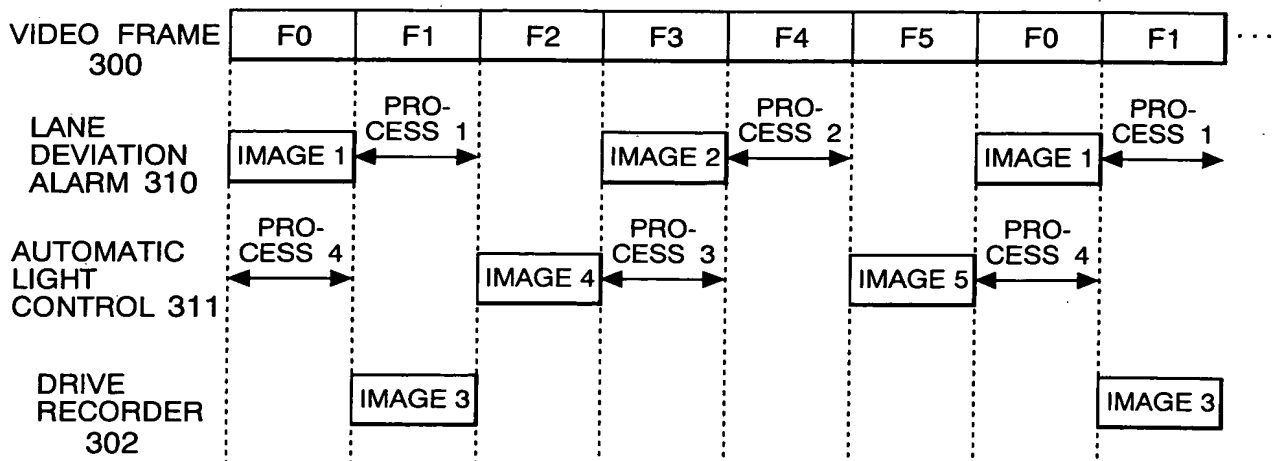 VIDEO FRAME 300 F0 F1 F2 F3 F4 F5 F0 F1 ...
LANE DEVIATION ALARM 310
IMAGE 1
PRO-
CESS 1
IMAGE 2
PRO-
CESS 2
IMAGE 1
PRO-
CESS 1
AUTOMATIC LIGHT CONTROL 311
PRO-
CESS 4
IMAGE 4
PRO-
CESS 3
IMAGE 5
PRO-
CESS 4
DRIVE RECORDER 302
IMAGE 3
IMAGE 3